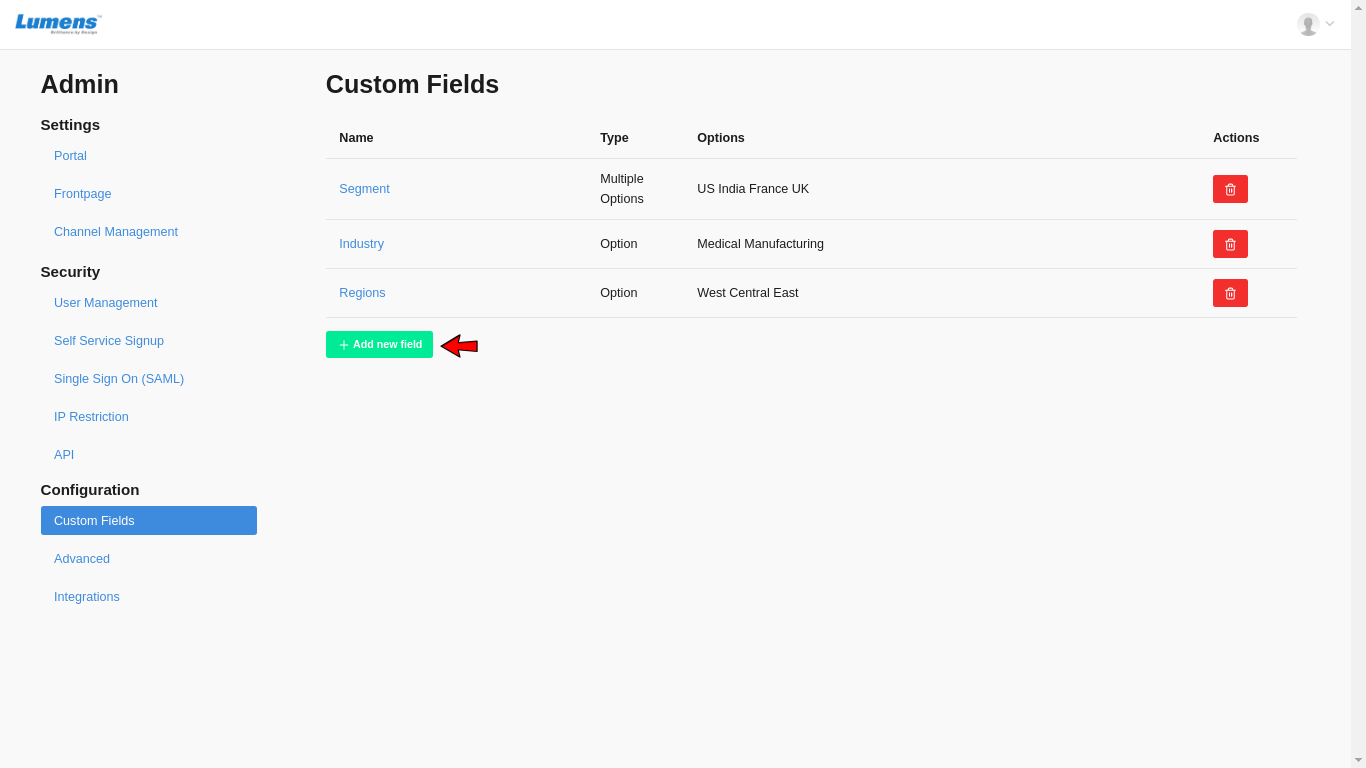 Lumens
Brilliance by Design
Admin
Settings
Portal
Frontpage
Channel Management
Security
User Management
Self Service Signup
Single Sign On (SAML)
IP Restriction
API
Configuration
Custom Fields
Advanced
Integrations
Custom Fields
Name Type Options Actions
Segment Multiple Options US India France UK
Industry Option Medical Manufacturing
Regions Option West Central East
Add new field